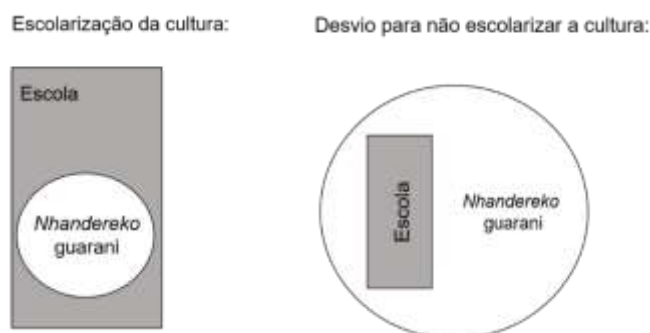 Escolarização da cultura:
Desvio para não escolarizar a cultura:
Escola
Nhandereko
guarani
Escola
Nhandereko
guarani